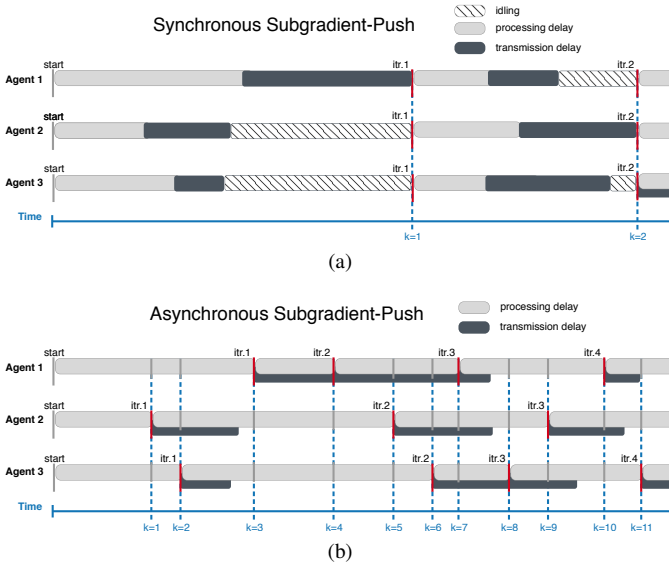 Synchronous Subgradient-Push
idling
processing delay
transmission delay
start
itr.1
itr.2
Agent 1
start
itr.1
itr.2
Agent 2
start
itr.1
itr.2
Agent 3
Time
k=1
k=2
(a)
Asynchronous Subgradient-Push
processing delay
transmission delay
start
itr.1
itr.2
itr.3
itr.4
Agent 1
start
itr.1
itr.2
itr.3
Agent 2
start
itr.1
itr.2
itr.3
itr.4
Agent 3
Time
k=1
k=2
k=3
k=4
k=5
k=6
k=7
k=8
k=9
k=10
k=11
(b)